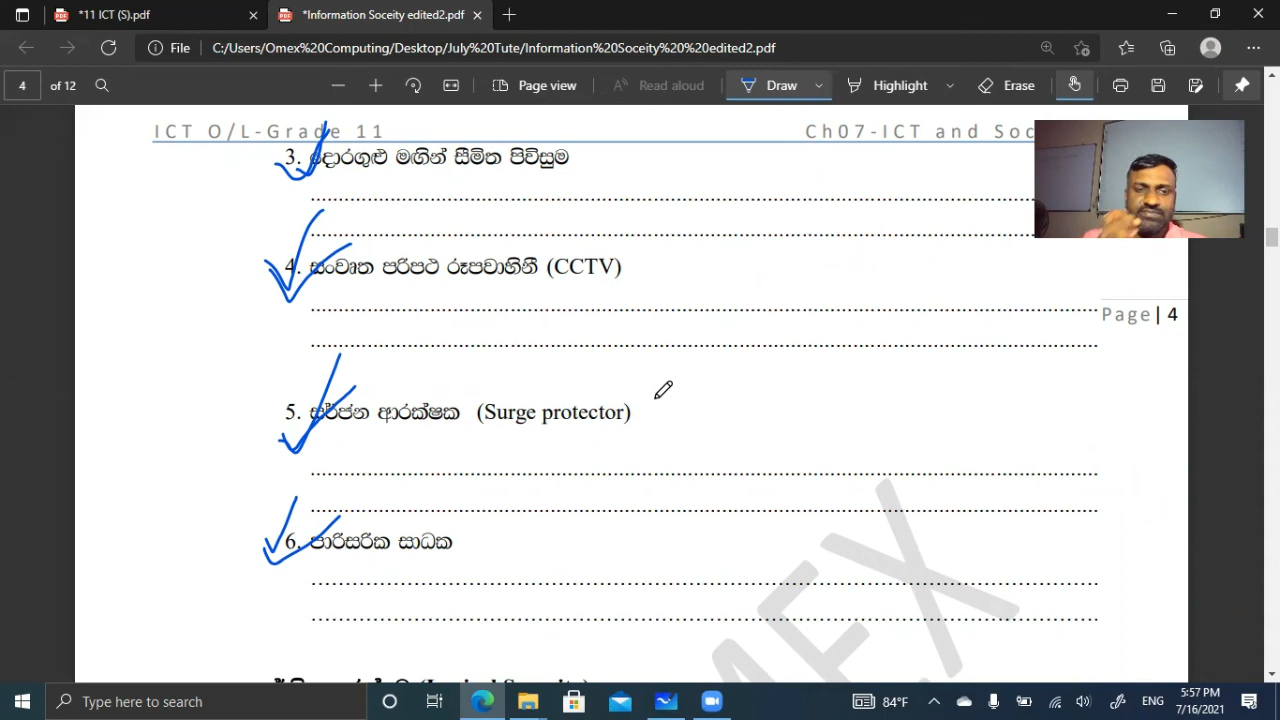 *11 ICT (S).pdf
*Information Soceity edited2.pdf
File C:/Users/Omex%20Computing/Desktop/July%20Tute/Information%20Soceity%20%20edited2.pdf
4 of 12 Page view Read aloud Draw Highlight Erase
ICT O/L-Grade 11 Ch07-ICT and Soc
3. දොරගුළු මඟින් සීමිත පිවිසුම
4. සංවෘත පරිපථ රූපවාහිනී (CCTV)
Page| 4
5. සර්ජන ආරක්ෂක (Surge protector)
6. පාරිසරික සාධක
Type here to search
84°F ENG
5:57 PM
7/16/2021